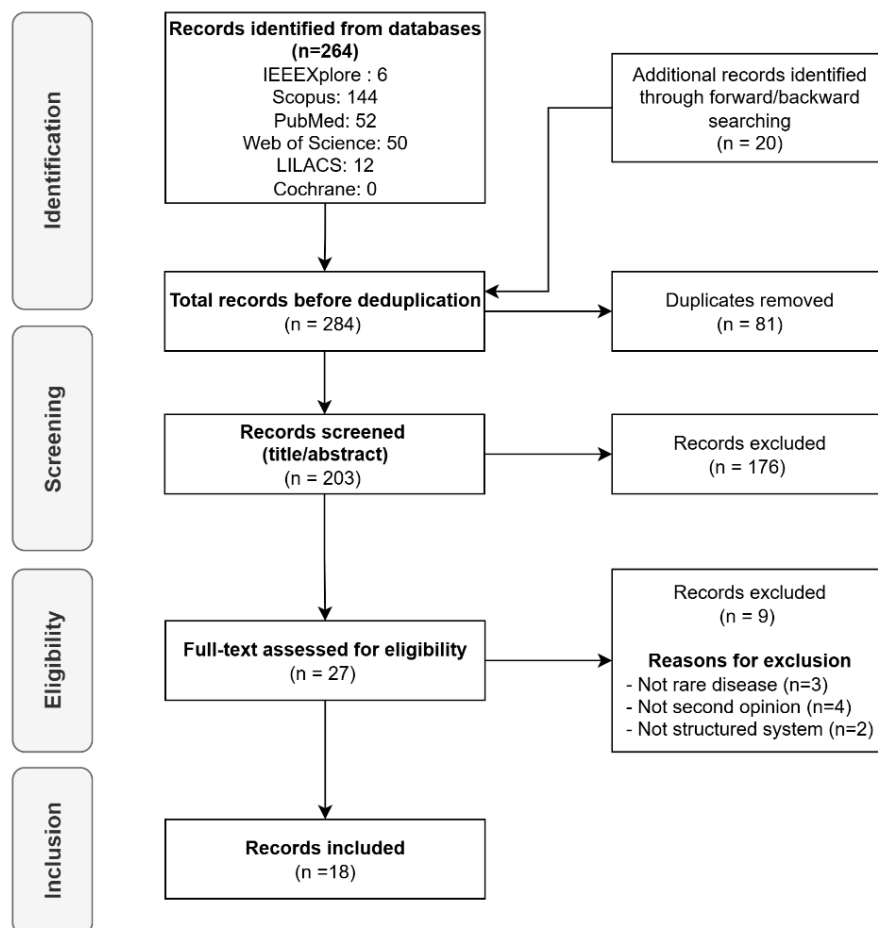 Identification
Records identified from databases
(n=264)
IEEEXplore : 6
Scopus: 144
PubMed: 52
Web of Science: 50
LILACS: 12
Cochrane: 0
Additional records identified
through forward/backward
searching
(n = 20)
Total records before deduplication
(n = 284)
Duplicates removed
(n = 81)
Screening
Records screened
(title/abstract)
(n = 203)
Records excluded
(n = 176)
Eligibility
Full-text assessed for eligibility
(n = 27)
Records excluded
(n = 9)
Reasons for exclusion
- Not rare disease (n=3)
- Not second opinion (n=4)
- Not structured system (n=2)
Inclusion
Records included
(n =18)